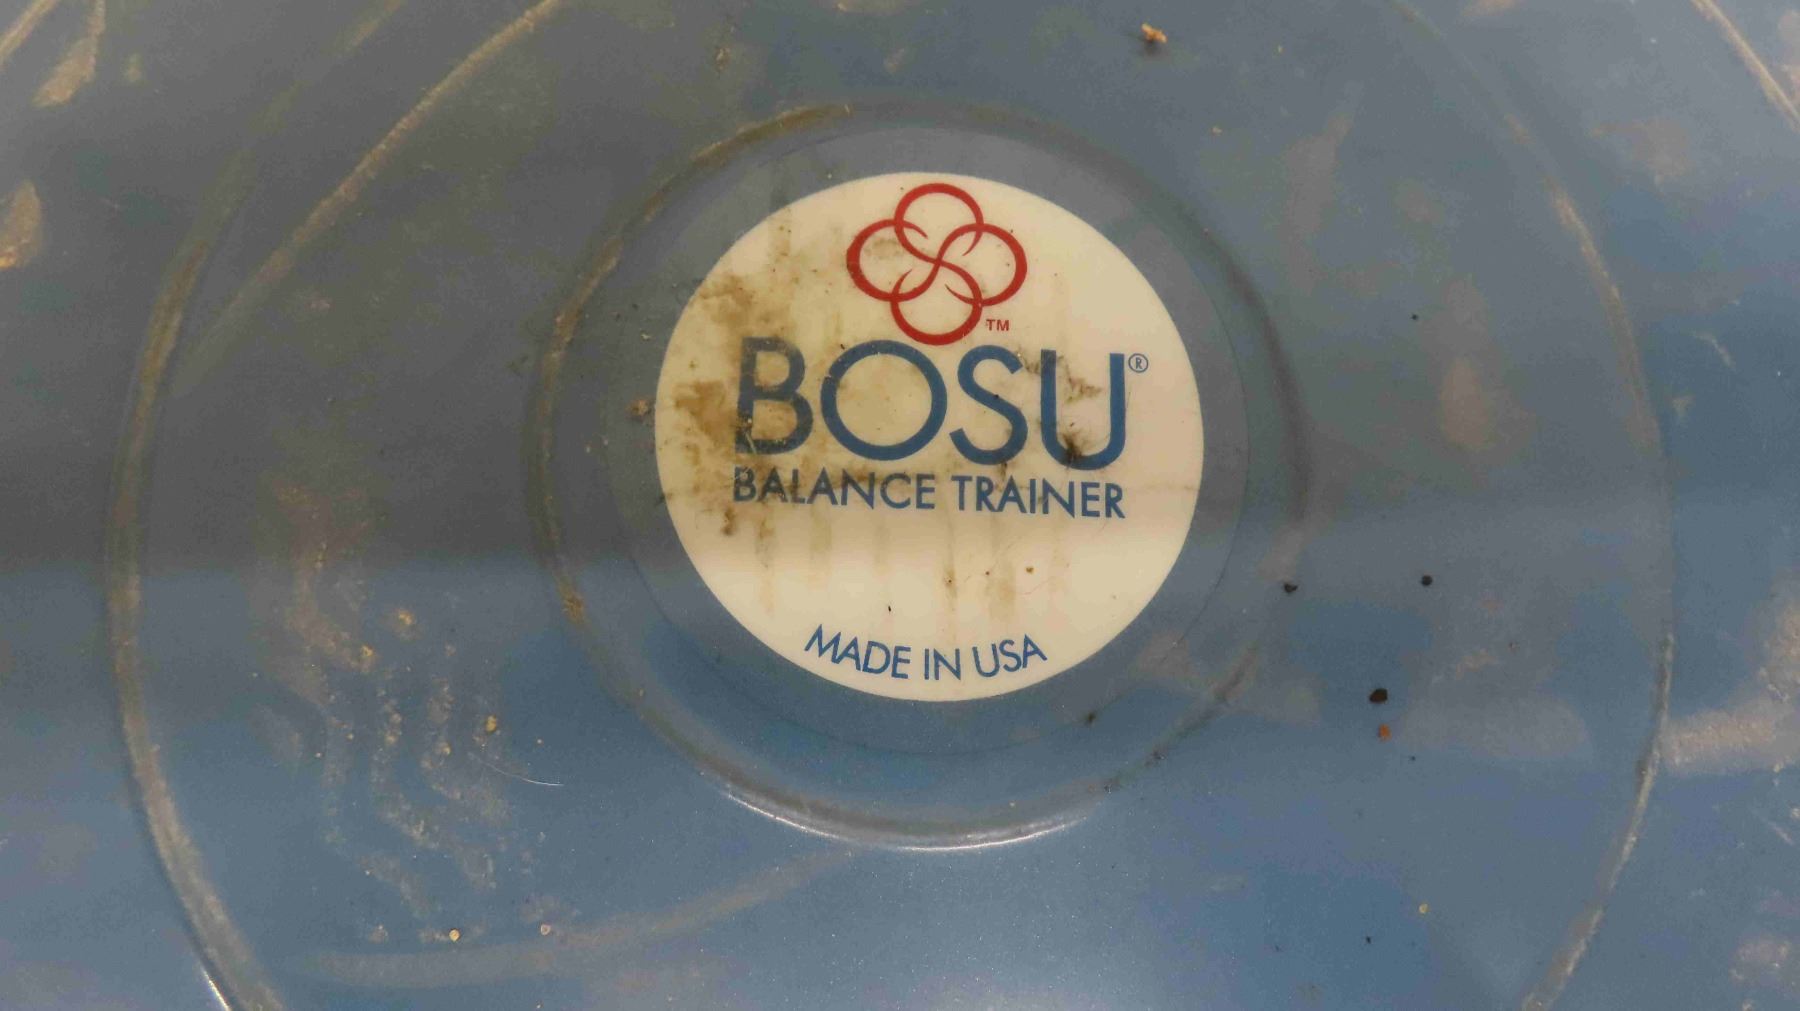 ™
BOSU®
BALANCE TRAINER
MADE IN USA